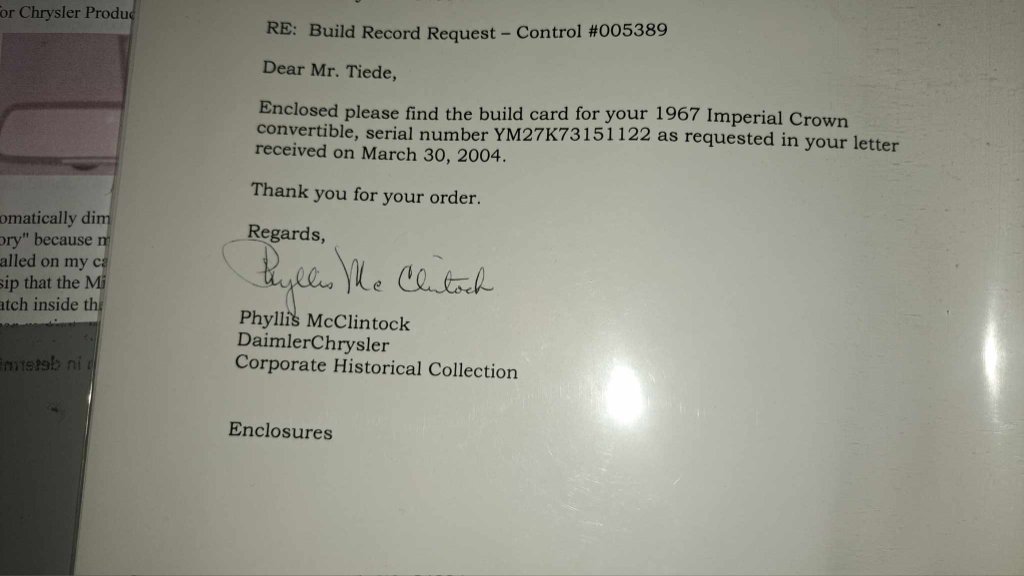 for Chrysler Produc
RE: Build Record Request – Control #005389
Dear Mr. Tiede,
Enclosed please find the build card for your 1967 Imperial Crown
convertible, serial number YM27K73151122 as requested in your letter
received on March 30, 2004.
Thank you for your order.
Regards,
Phyllis McClintock
Phyllis McClintock
DaimlerChrysler
Corporate Historical Collection
Enclosures
omatically dim
ory" because m
alled on my ca
sip that the Mi
atch inside tha